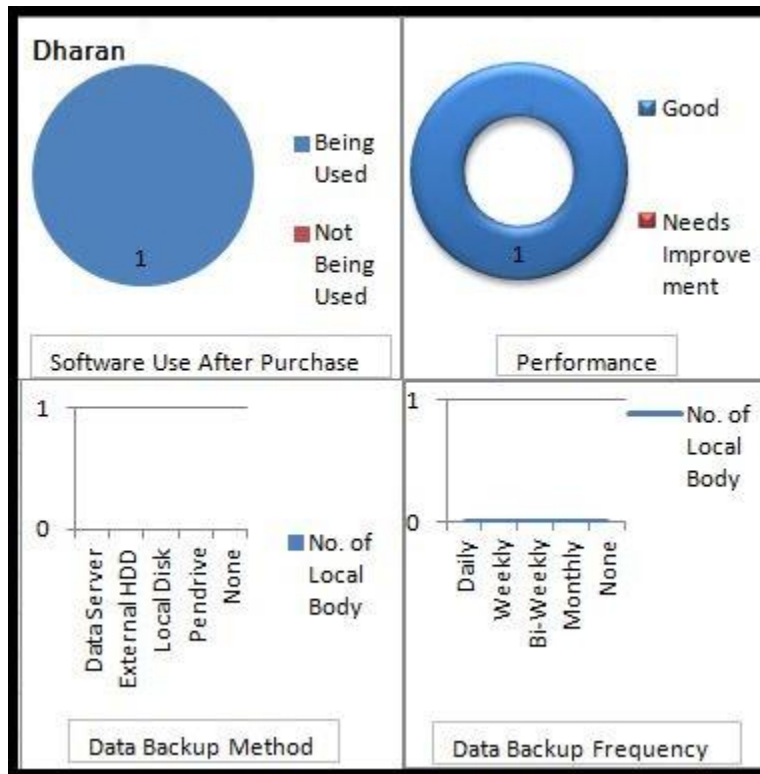 Dharan
Being
Used
Not
Being
Used
1
Software Use After Purchase
Good
Needs
Improve
ment
1
Performance
1
0
Data Server
External HDD
Local Disk
Pendrive
None
No. of
Local
Body
Data Backup Method
1
0
Daily
Weekly
Bi-Weekly
Monthly
None
No. of
Local
Body
Data Backup Frequency